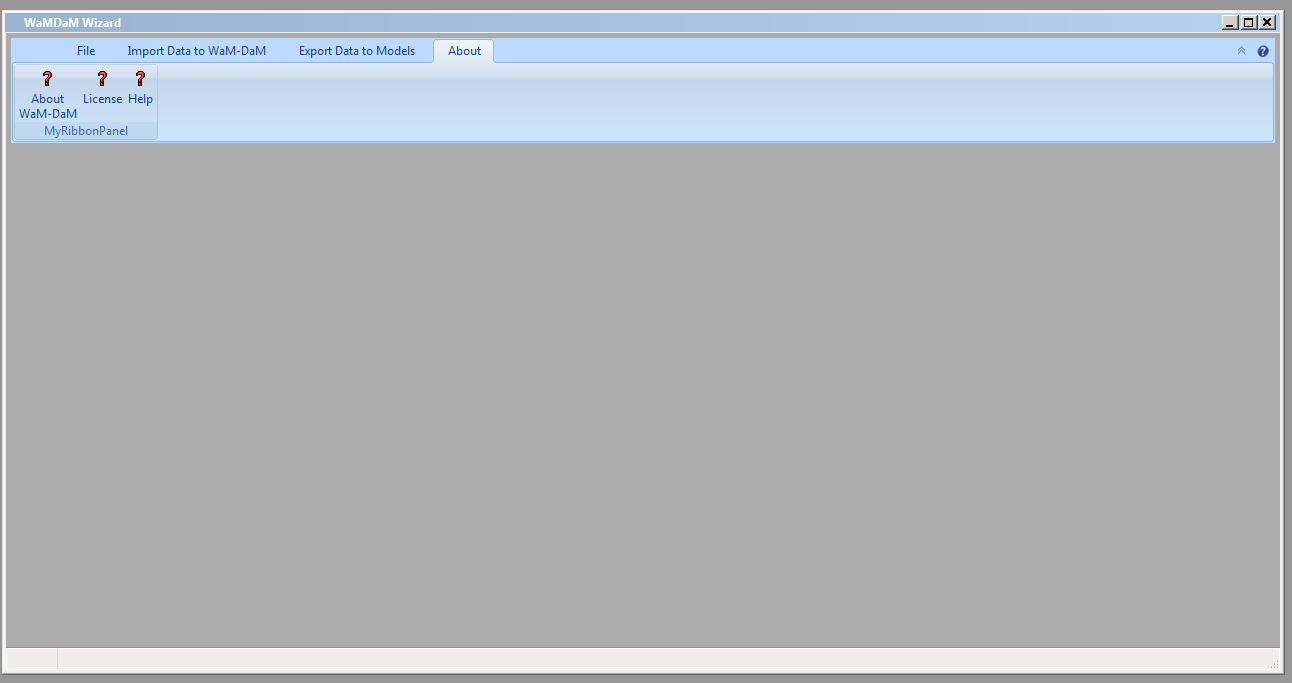 WaMDaM Wizard
File Import Data to WaM-DaM Export Data to Models About
About WaM-DaM
License
Help
MyRibbonPanel